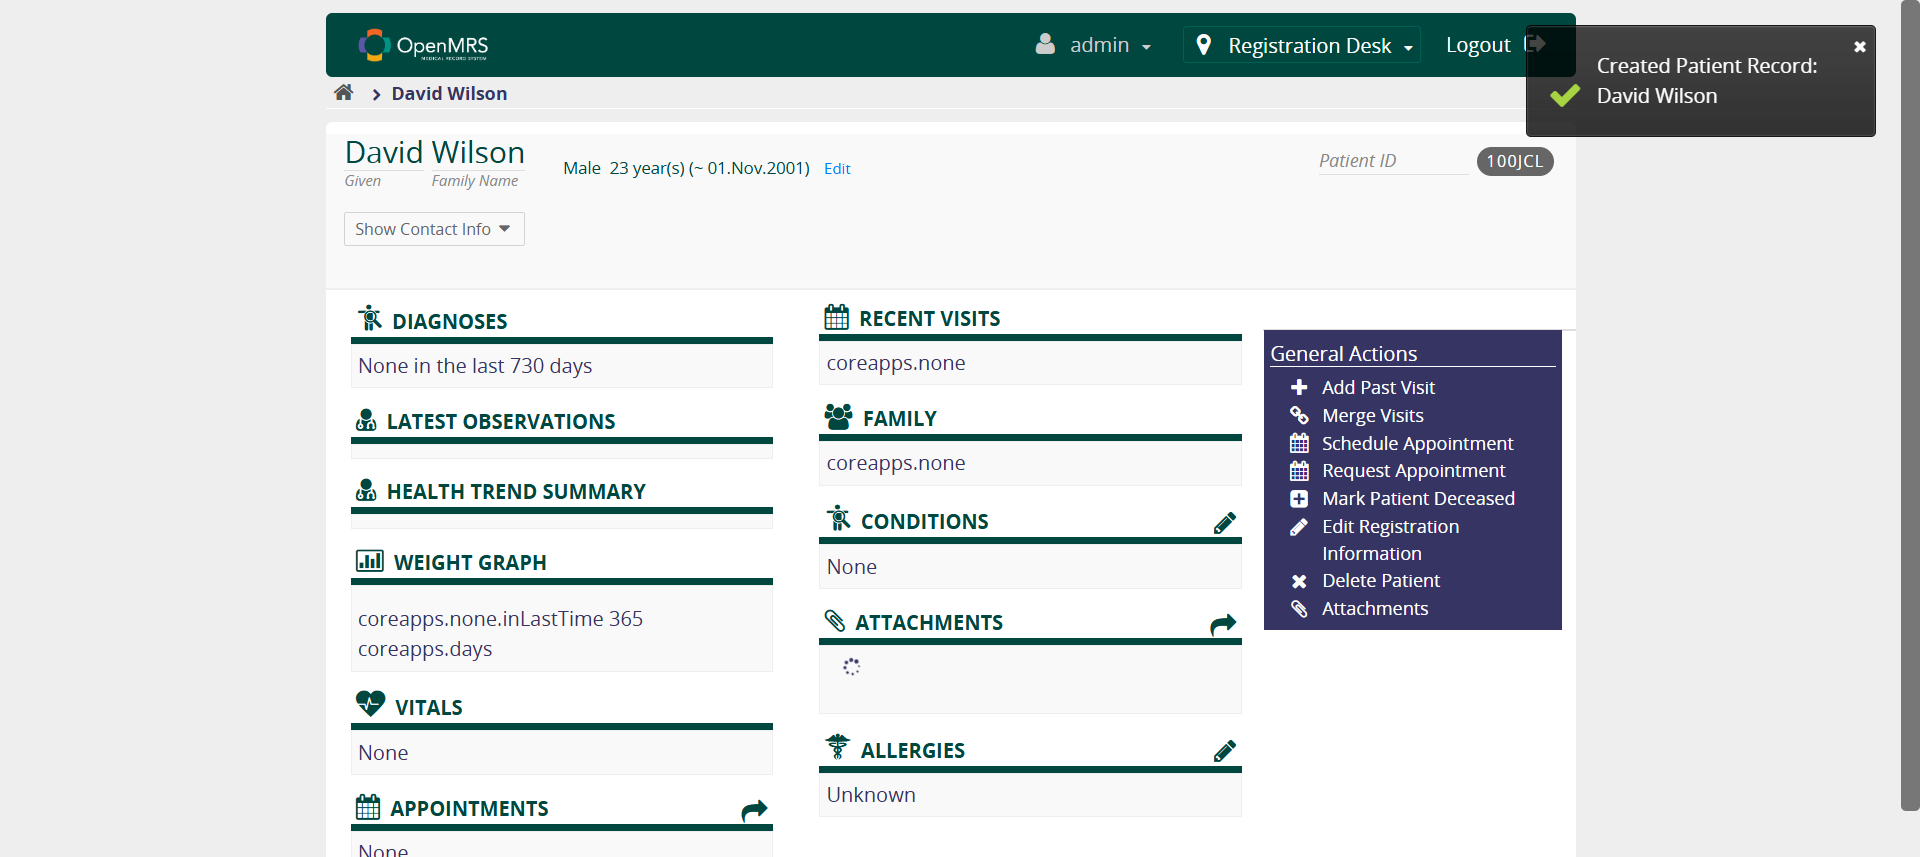 OpenMRS
MEDICAL RECORD SYSTEM
admin
Registration Desk
Logout
Created Patient Record:
David Wilson
David Wilson
David Wilson
Given
Family Name
Male 23 year(s) (~ 01.Nov.2001) Edit
Patient ID
100JCL
Show Contact Info
DIAGNOSES
None in the last 730 days
LATEST OBSERVATIONS
HEALTH TREND SUMMARY
WEIGHT GRAPH
coreapps.none.inLastTime 365
coreapps.days
VITALS
None
APPOINTMENTS
None
RECENT VISITS
coreapps.none
FAMILY
coreapps.none
CONDITIONS
None
ATTACHMENTS
ALLERGIES
Unknown
General Actions
Add Past Visit
Merge Visits
Schedule Appointment
Request Appointment
Mark Patient Deceased
Edit Registration
Information
Delete Patient
Attachments